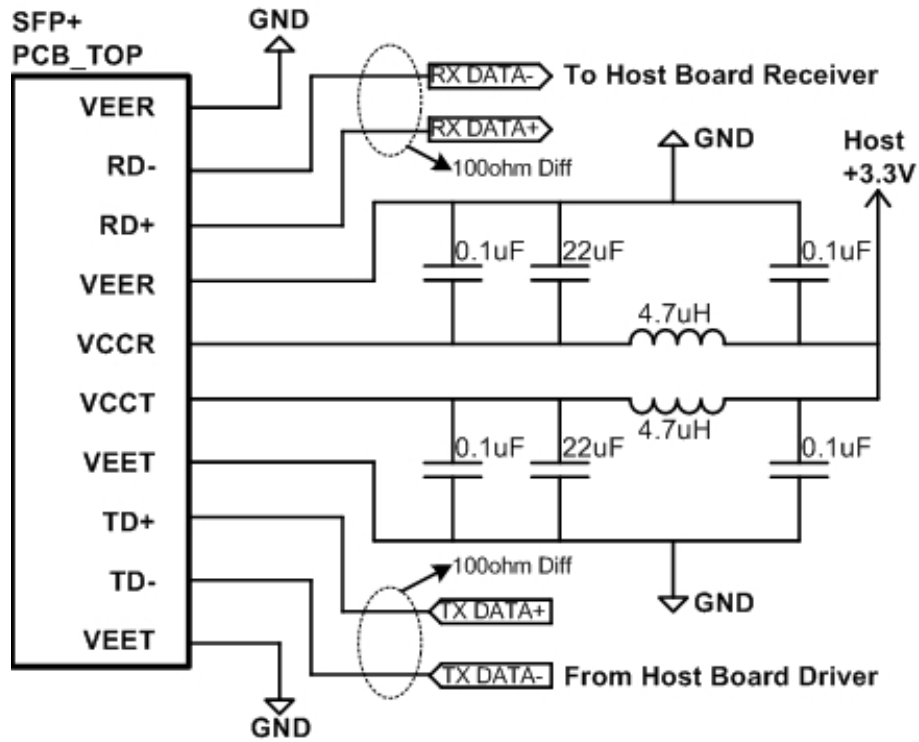 SFP+
PCB_TOP
GND
VEER
RD-
RD+
VEER
VCCR
VCCT
VEET
TD+
TD-
VEET
GND
RX DATA-
To Host Board Receiver
RX DATA+
100ohm Diff
GND
Host
+3.3V
0.1uF
22uF
0.1uF
4.7uH
4.7uH
0.1uF
22uF
0.1uF
100ohm Diff
GND
TX DATA+
TX DATA-
From Host Board Driver